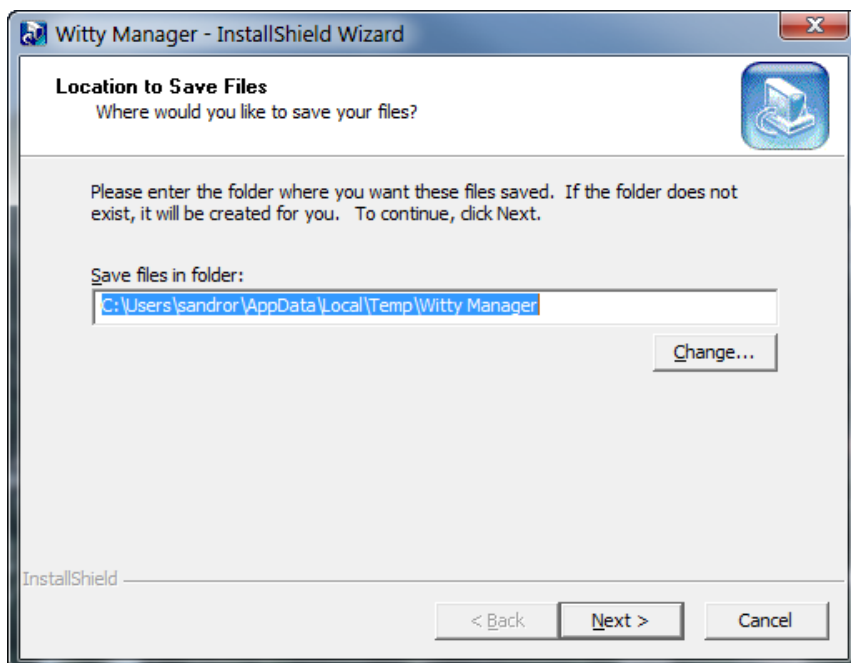 Witty Manager - InstallShield Wizard
Location to Save Files
Where would you like to save your files?
Please enter the folder where you want these files saved.  If the folder does not
exist, it will be created for you.   To continue, click Next.
Save files in folder:
C:\Users\sandror\AppData\Local\Temp\Witty Manager
Change...
InstallShield
< Back
Next >
Cancel